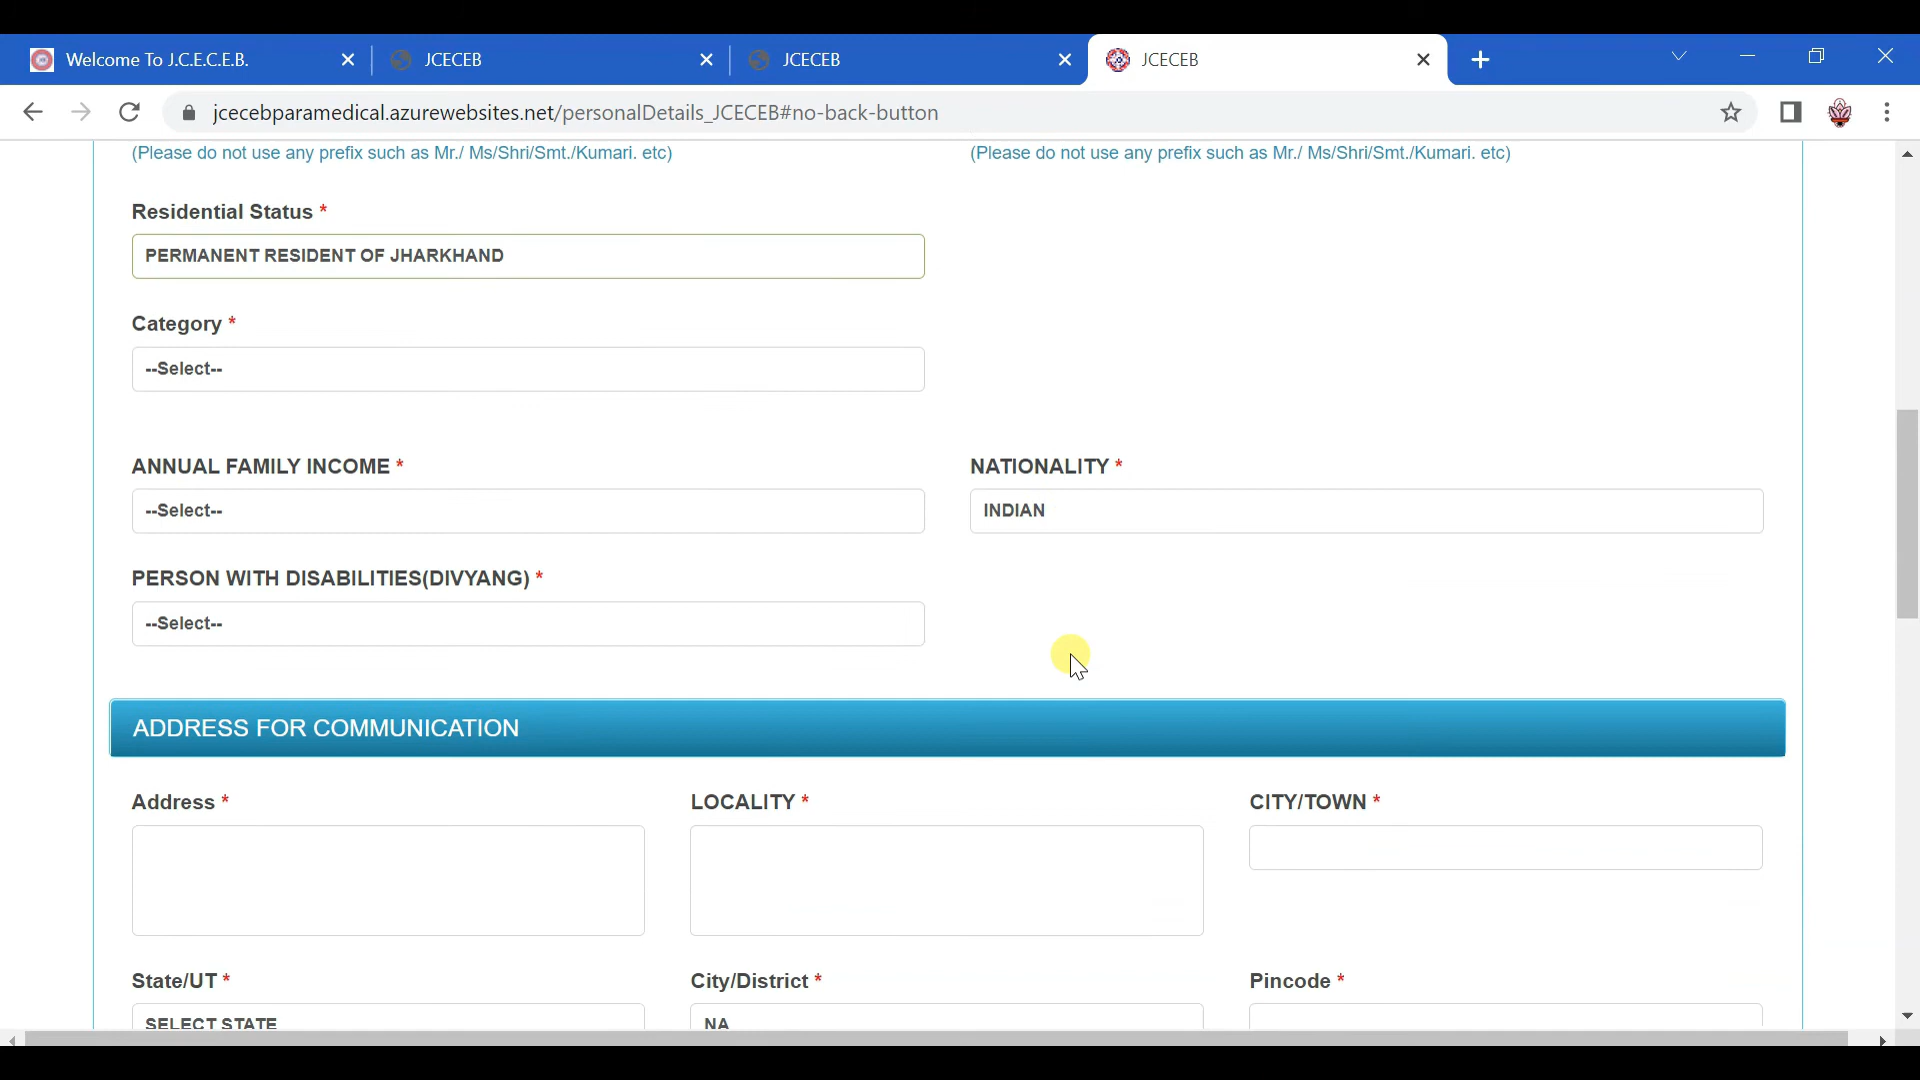 Welcome To J.C.E.C.E.B.
JCECEB
JCECEB
JCECEB
jcecebparamedical.azurewebsites.net/personalDetails_JCECEB#no-back-button
(Please do not use any prefix such as Mr./ Ms/Shri/Smt./Kumari. etc)
(Please do not use any prefix such as Mr./ Ms/Shri/Smt./Kumari. etc)
Residential Status *
PERMANENT RESIDENT OF JHARKHAND
Category *
--Select--
ANNUAL FAMILY INCOME *
NATIONALITY *
--Select--
INDIAN
PERSON WITH DISABILITIES(DIVYANG) *
--Select--
ADDRESS FOR COMMUNICATION
Address *
LOCALITY *
CITY/TOWN *
State/UT *
City/District *
Pincode *
SELECT STATE
NA